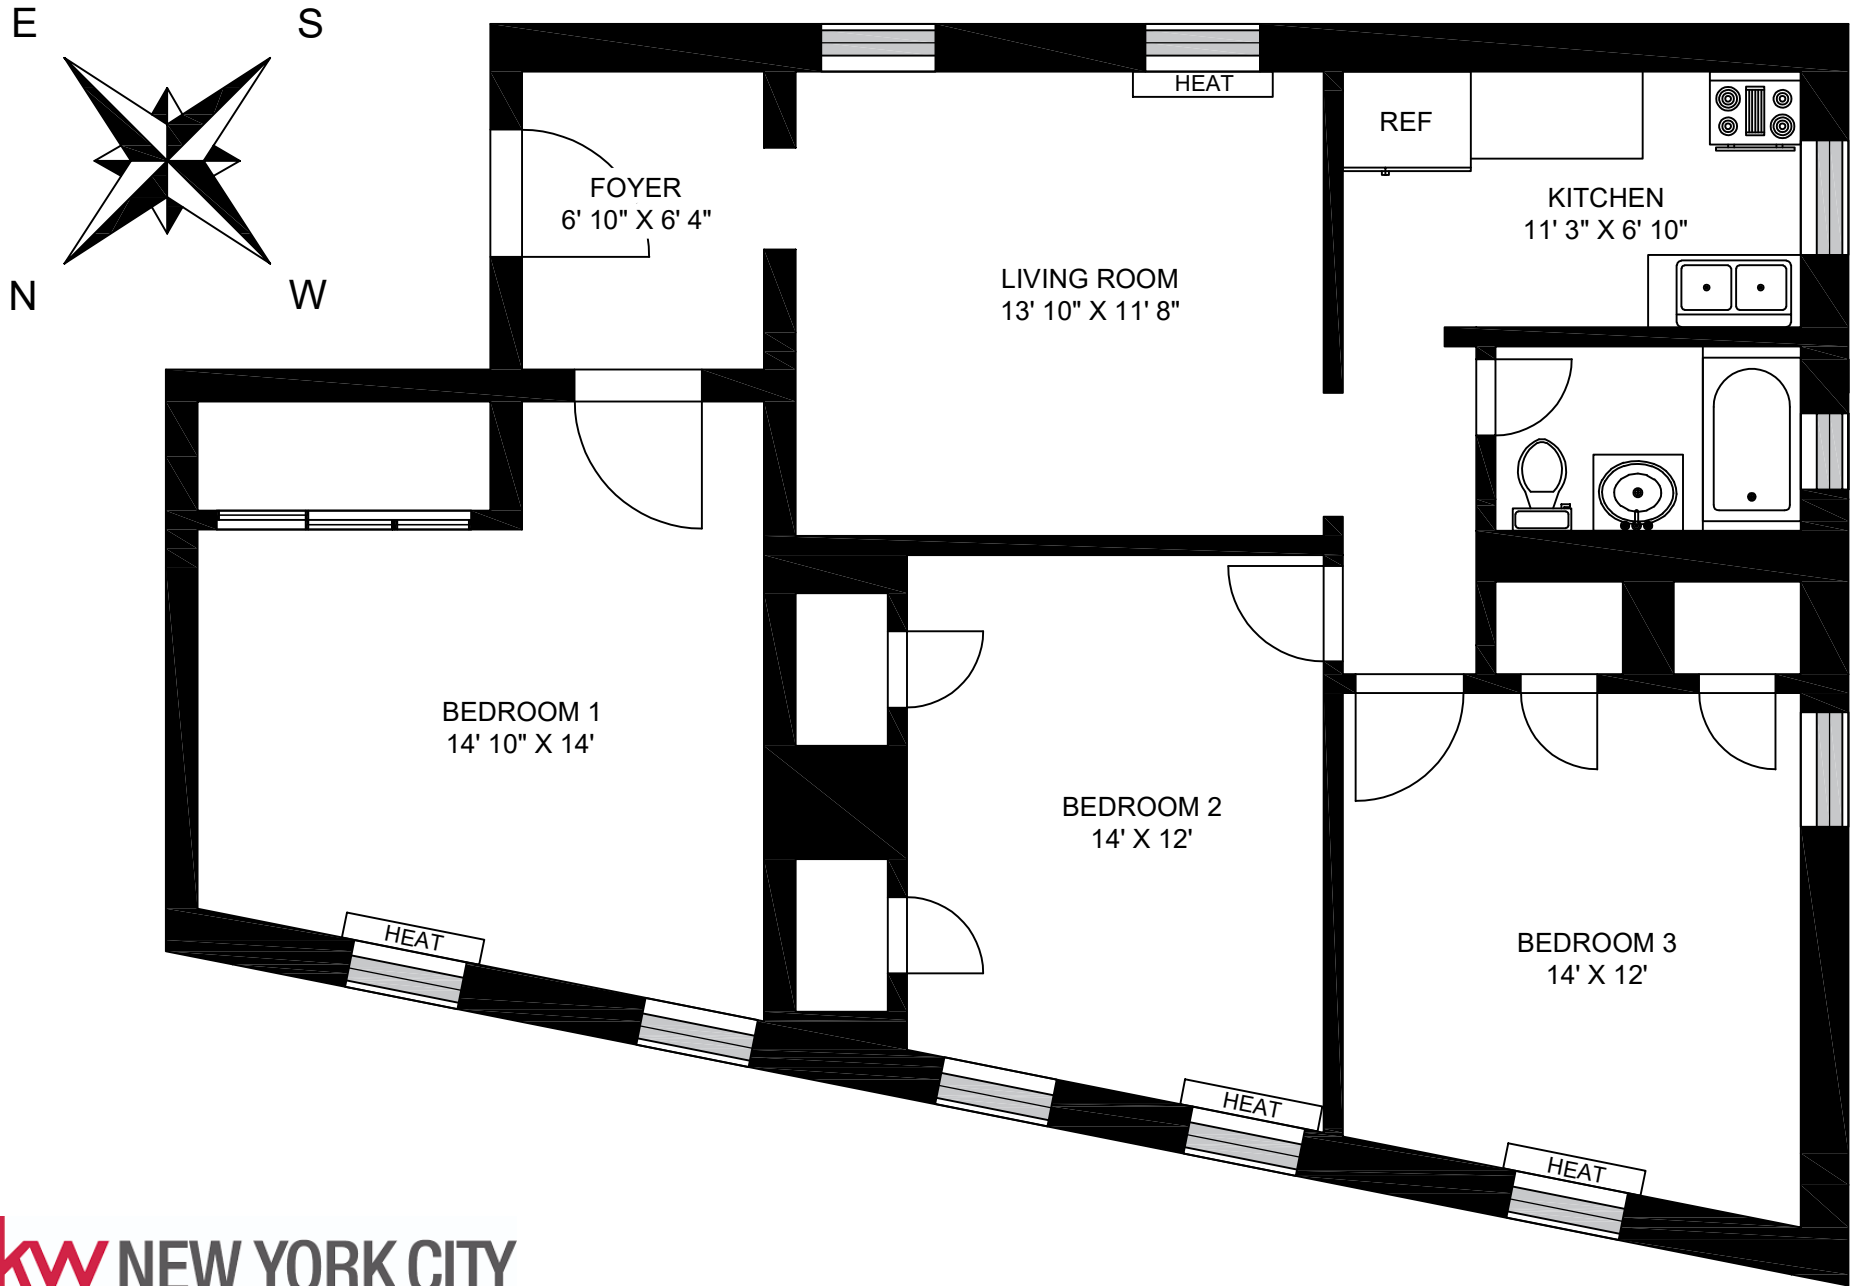 E
S
N
W
HEAT
REF
FOYER
6' 10" X 6' 4"
KITCHEN
11' 3" X 6' 10"
LIVING ROOM
13' 10" X 11' 8"
BEDROOM 1
14' 10" X 14'
BEDROOM 2
14' X 12'
BEDROOM 3
14' X 12'
HEAT
HEAT
HEAT
kw NEW YORK CITY